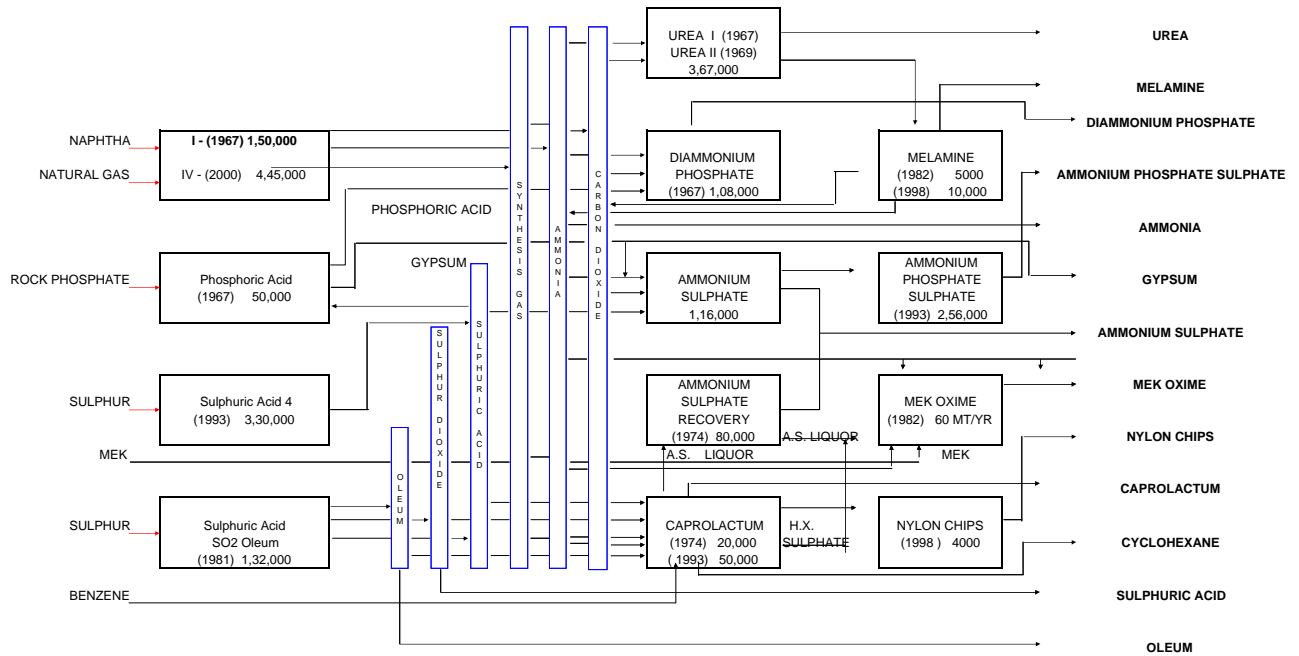 NAPHTHA
NATURAL GAS
ROCK PHOSPHATE
SULPHUR
MEK
SULPHUR
BENZENE
I - (1967) 1,50,000
IV - (2000) 4,45,000
PHOSPHORIC ACID
GYPSUM
Phosphoric Acid
(1967) 50,000
Sulphuric Acid 4
(1993) 3,30,000
Sulphuric Acid
SO2 Oleum
(1981) 1,32,000
OLEUM
SULPHUR DIOXIDE
SULPHURIC ACID
SYNTHESIS GAS
AMMONIA
CARBON DIOXIDE
UREA I (1967)
UREA II (1969)
3,67,000
DIAMMONIUM
PHOSPHATE
(1967) 1,08,000
MELAMINE
(1982) 5000
(1998) 10,000
AMMONIUM
SULPHATE
1,16,000
AMMONIUM
PHOSPHATE
SULPHATE
(1993) 2,56,000
AMMONIUM
SULPHATE
RECOVERY
(1974) 80,000
A.S. LIQUOR
A.S. LIQUOR
MEK OXIME
(1982) 60 MT/YR
MEK
CAPROLACTUM
(1974) 20,000
( 1993) 50,000
H.X.
SULPHATE
NYLON CHIPS
(1998 ) 4000
UREA
MELAMINE
DIAMMONIUM PHOSPHATE
AMMONIUM PHOSPHATE SULPHATE
AMMONIA
GYPSUM
AMMONIUM SULPHATE
MEK OXIME
NYLON CHIPS
CAPROLACTUM
CYCLOHEXANE
SULPHURIC ACID
OLEUM